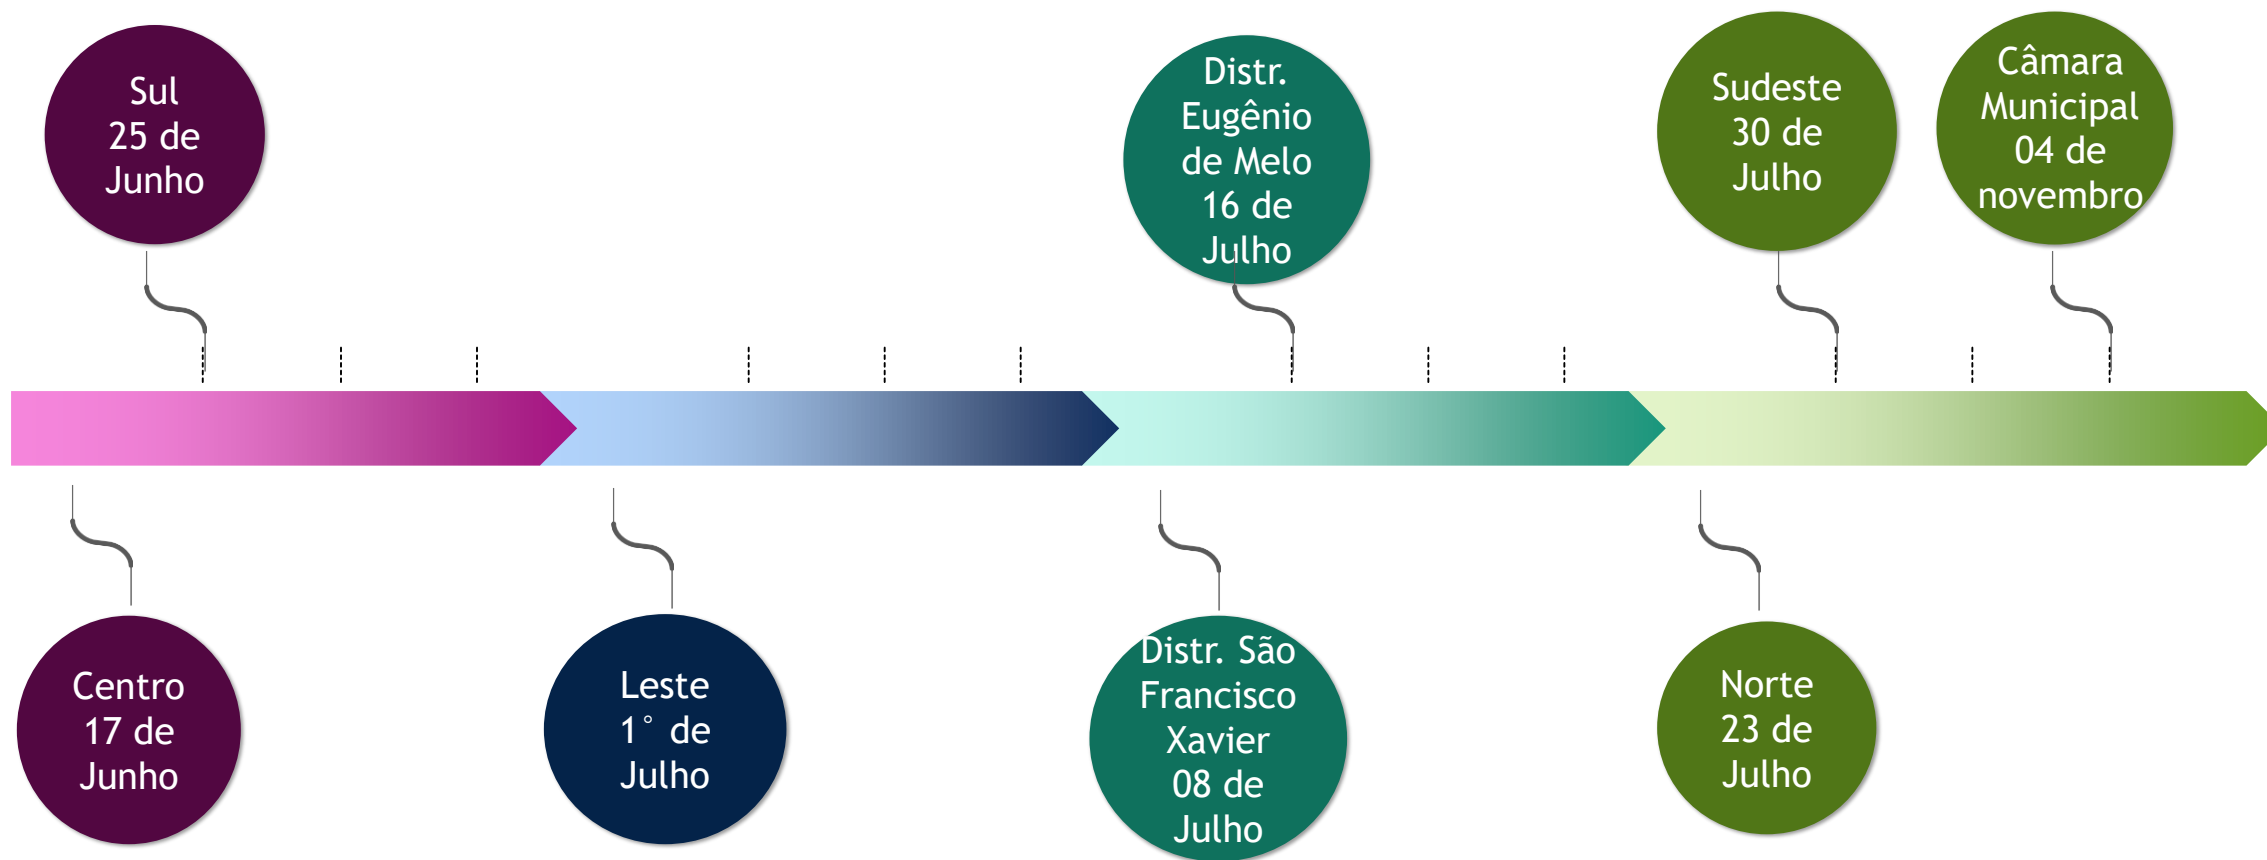 Sul
25 de
Junho
Distr.
Eugênio
de Melo
16 de
Julho
Sudeste
30 de
Julho
Câmara
Municipal
04 de
novembro
Centro
17 de
Junho
Leste
1° de
Julho
Distr. São
Francisco
Xavier
08 de
Julho
Norte
23 de
Julho